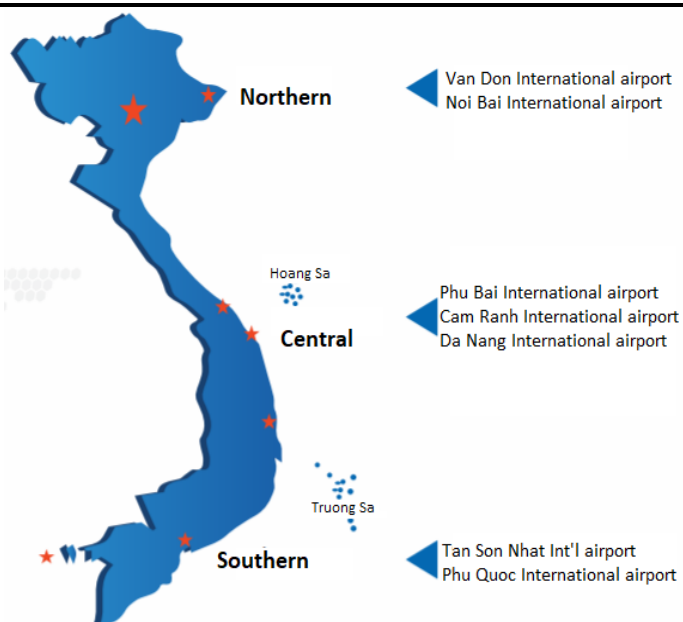 Northern
Van Don International airport
Noi Bai International airport
Hoang Sa
Central
Phu Bai International airport
Cam Ranh International airport
Da Nang International airport
Truong Sa
Southern
Tan Son Nhat Int'l airport
Phu Quoc International airport